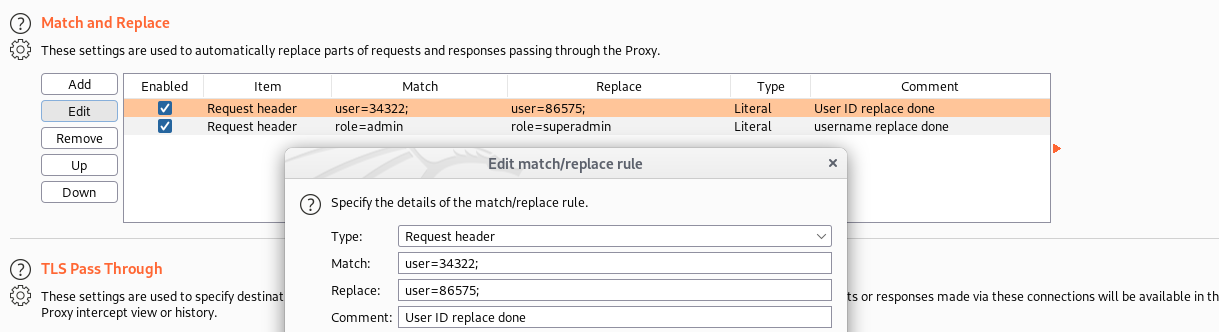 Match and Replace
These settings are used to automatically replace parts of requests and responses passing through the Proxy.
Add
Edit
Remove
Up
Down
Enabled Item Match Replace Type Comment
Request header user=34322; user=86575; Literal User ID replace done
Request header role=admin role=superadmin Literal username replace done
Edit match/replace rule
Specify the details of the match/replace rule.
Type: Request header
Match: user=34322;
Replace: user=86575;
Comment: User ID replace done
TLS Pass Through
These settings are used to specify destinat ts or responses made via these connections will be available in th
Proxy intercept view or history.